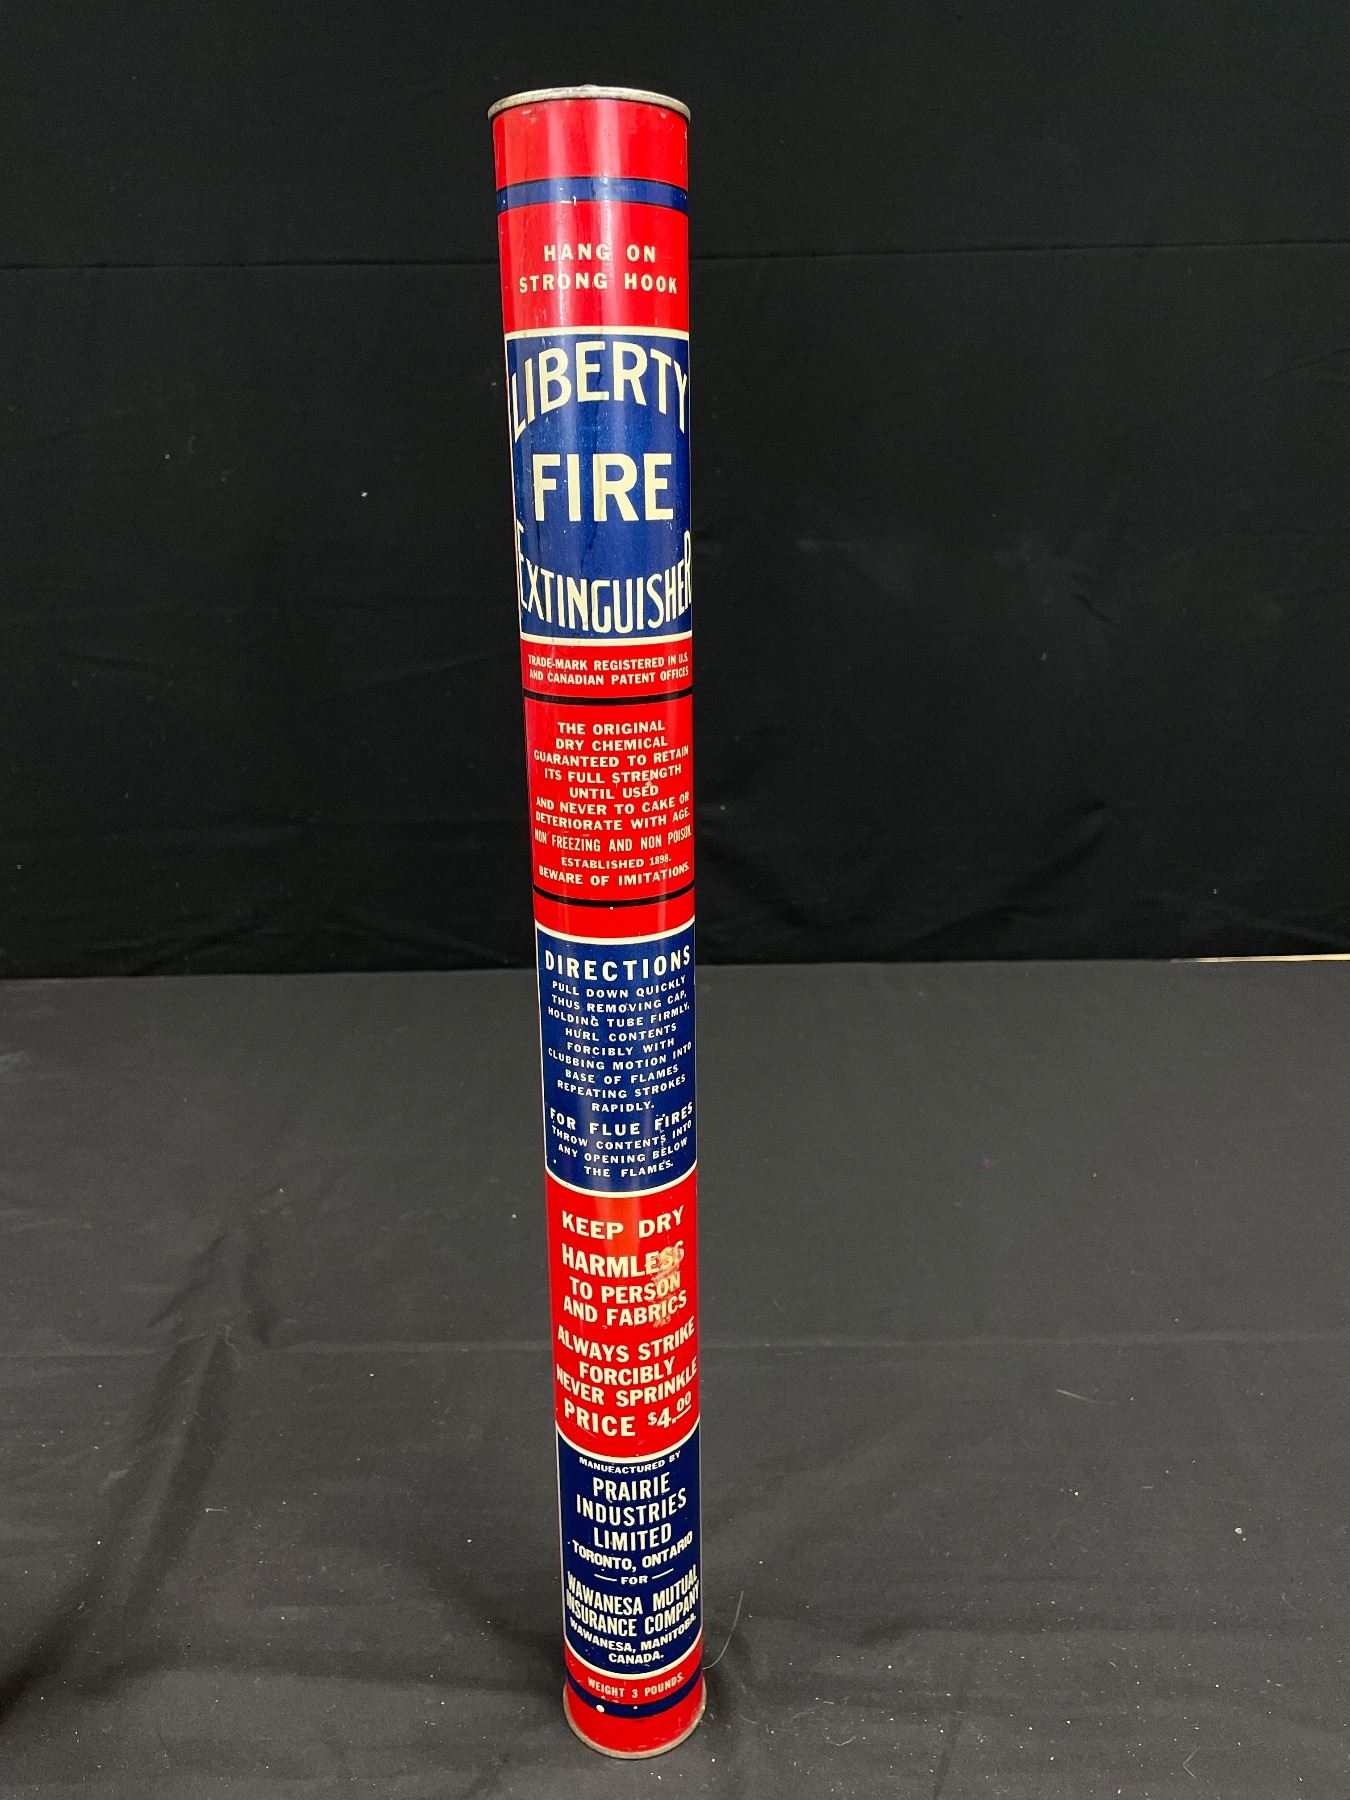 HANG ON
STRONG HOOK
LIBERTY
FIRE
EXTINGUISHER
TRADE-MARK REGISTERED IN U.S.
AND CANADIAN PATENT OFFICES
THE ORIGINAL
DRY CHEMICAL
GUARANTEED TO RETAIN
ITS FULL STRENGTH
UNTIL USED
AND NEVER TO CAKE OR
DETERIORATE WITH AGE.
NON FREEZING AND NON POISON.
ESTABLISHED 1898.
BEWARE OF IMITATIONS.
DIRECTIONS
PULL DOWN QUICKLY
THUS REMOVING CAP,
HOLDING TUBE FIRMLY,
HURL CONTENTS
FORCIBLY WITH
CLUBBING MOTION INTO
BASE OF FLAMES
REPEATING STROKES
RAPIDLY.
FOR FLUE FIRES
THROW CONTENTS INTO
ANY OPENING BELOW
THE FLAMES.
KEEP DRY
HARMLESS
TO PERSON
AND FABRICS
ALWAYS STRIKE
FORCIBLY
NEVER SPRINKLE
PRICE $4.00
MANUFACTURED BY
PRAIRIE
INDUSTRIES
LIMITED
TORONTO, ONTARIO
— FOR —
WAWANESA MUTUAL
INSURANCE COMPANY
WAWANESA, MANITOBA,
CANADA.
WEIGHT 3 POUNDS.